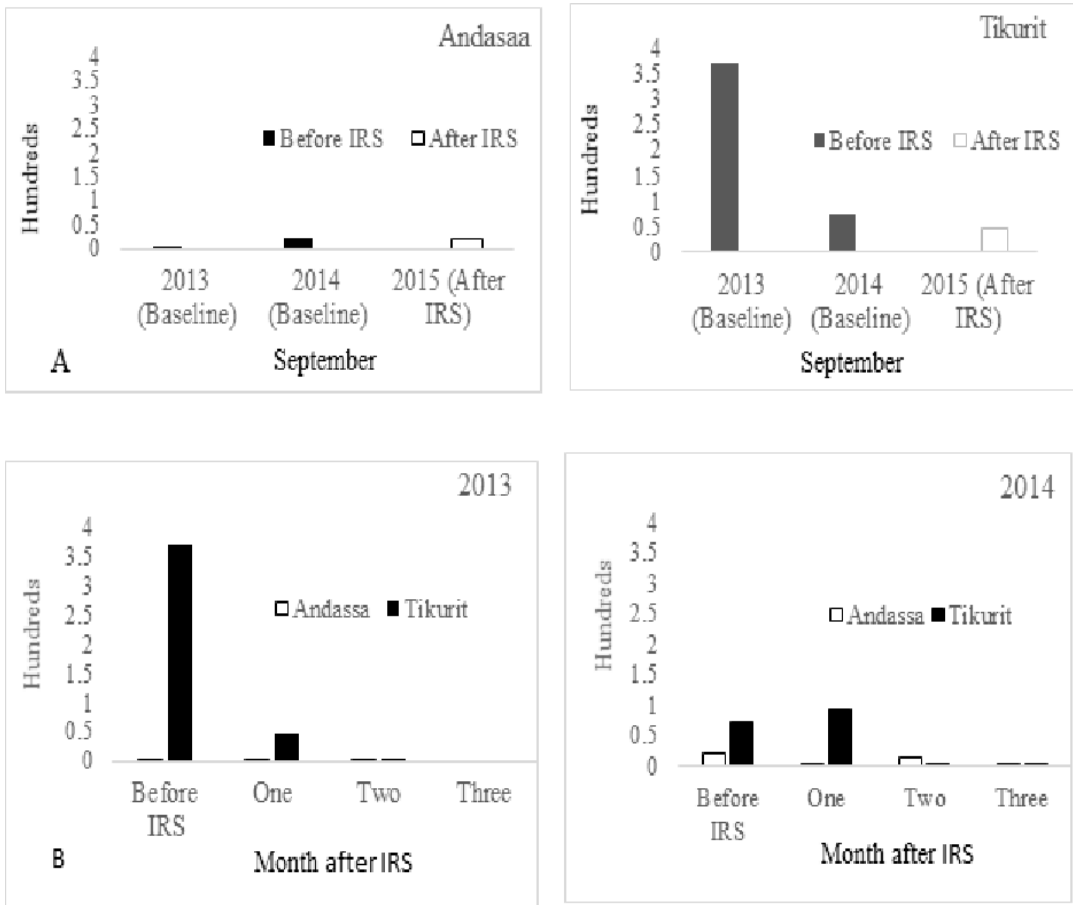 Andasaa
4
3.5
3
2.5
2
1.5
1
0.5
0
Hundreds
Before IRS After IRS
2013 2014 2015 (After
(Baseline) (Baseline) IRS)
September
A
Tikurit
4
3.5
3
2.5
2
1.5
1
0.5
0
Hundreds
Before IRS After IRS
2013 2014 2015 (After
(Baseline) (Baseline) IRS)
September
2013
4
3.5
3
2.5
2
1.5
1
0.5
0
Hundreds
Andassa Tikurit
Before One Two Three
IRS
B Month after IRS
2014
4
3.5
3
2.5
2
1.5
1
0.5
0
Hundreds
Andassa Tikurit
Before One Two Three
IRS
Month after IRS